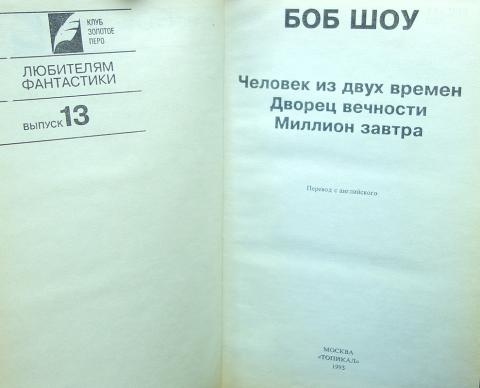 КЛУБ
ЗОЛОТОЕ
ПЕРО
ЛЮБИТЕЛЯМ
ФАНТАСТИКИ
ВЫПУСК 13
БОБ ШОУ
Человек из двух времен
Дворец вечности
Миллион завтра
Перевод с английского
МОСКВА
«ТОПИКАЛ»
1993